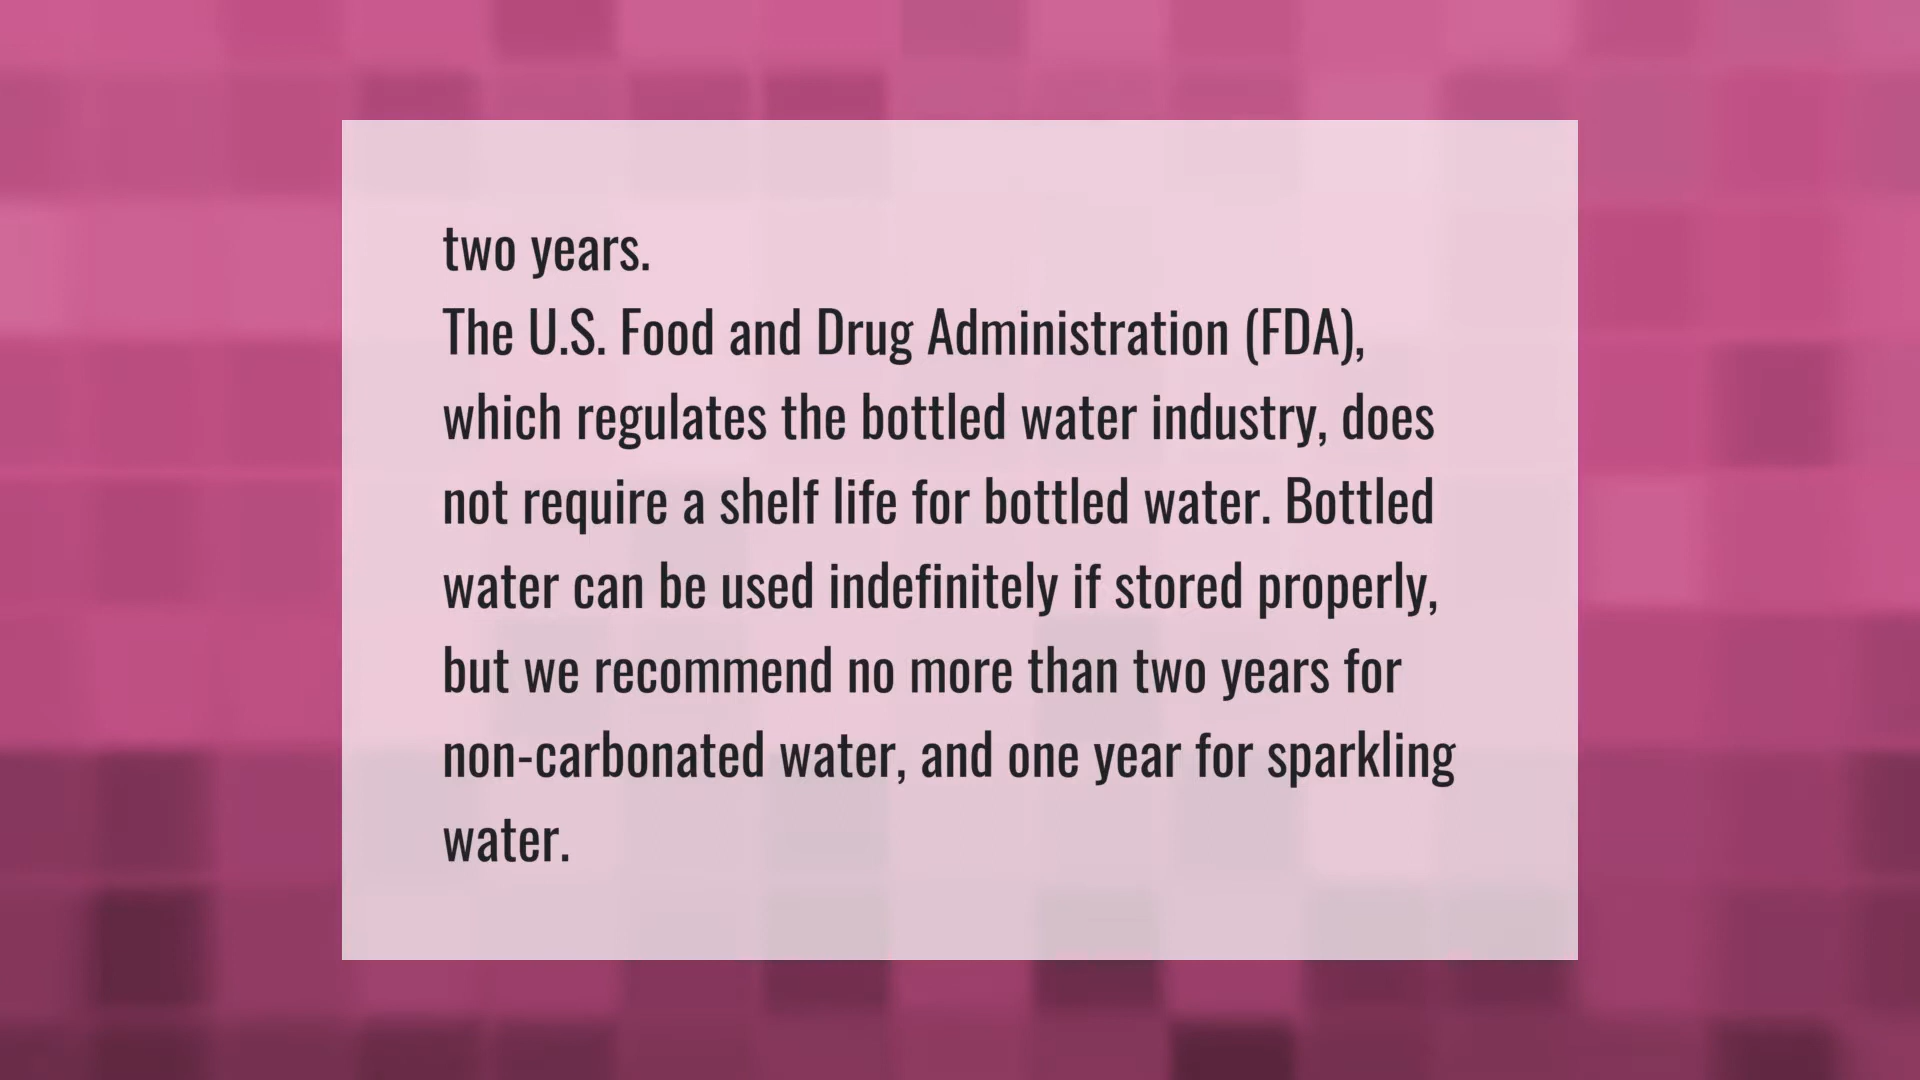 two years.
The U.S. Food and Drug Administration (FDA),
which regulates the bottled water industry, does
not require a shelf life for bottled water. Bottled
water can be used indefinitely if stored properly,
but we recommend no more than two years for
non-carbonated water, and one year for sparkling
water.